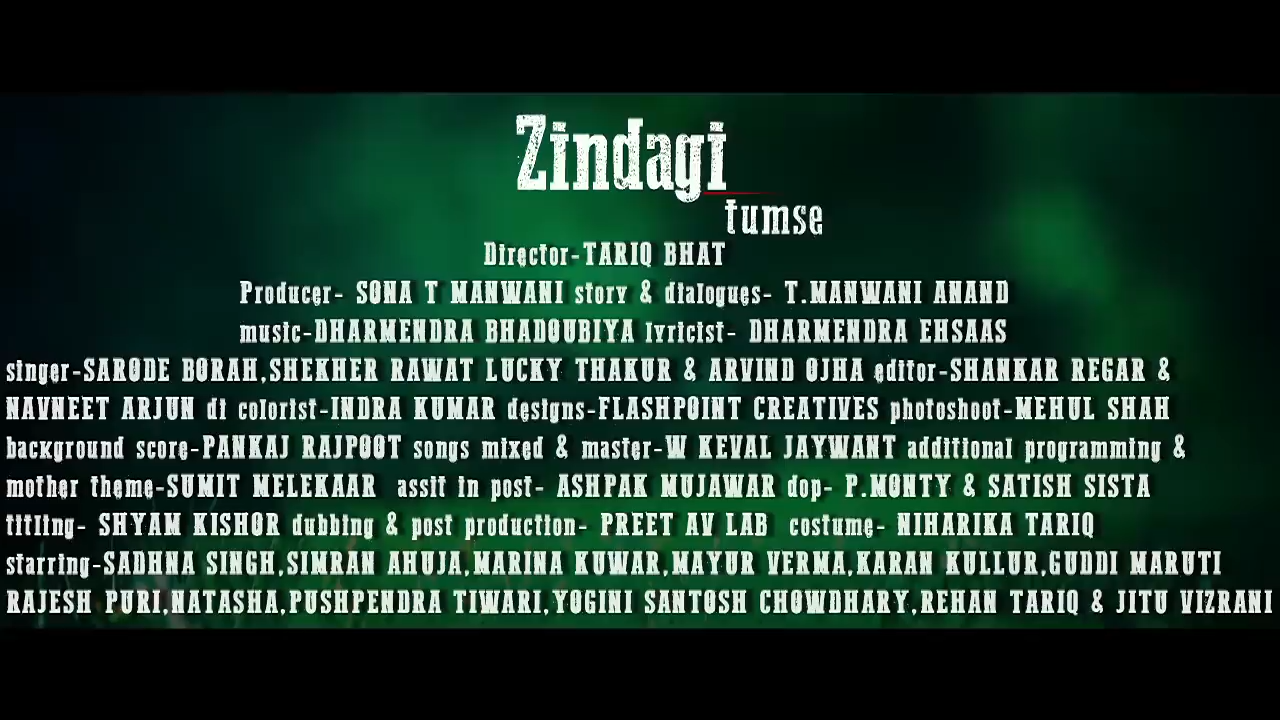 Zindagi
tumse
Director-TARIQ BHAT
Producer- SONA T MANWANI story & dialogues- T.MANWANI ANAND
music-DHARMENDRA BHADOUBIYA lyricist- DHARMENDRA EHSAAS
singer-SARODE BORAH,SHEKHER RAWAT LUCKY THAKUR & ARVIND OJHA editor-SHANKAR REGAR &
NAVNEET ARJUN di colorist-INDRA KUMAR designs-FLASHPOINT CREATIVES photoshoot-MEHUL SHAH
background score-PANKAJ RAJPOOT songs mixed & master-W KEVAL JAYWANT additional programming &
mother theme-SUMIT MELEKAAR assit in post- ASHPAK MUJAWAR dop- P.MONTY & SATISH SISTA
titling- SHYAM KISHOR dubbing & post production- PREET AV LAB costume- NIHARIKA TARIQ
starring-SADHNA SINGH,SIMRAN AHUJA,MARINA KUWAR,MAYUR VERMA,KARAN KULLUR,GUDDI MARUTI
RAJESH PURI,NATASHA,PUSHPENDRA TIWARI,YOGINI SANTOSH CHOWDHARY,REHAN TARIQ & JITU VIZRANI